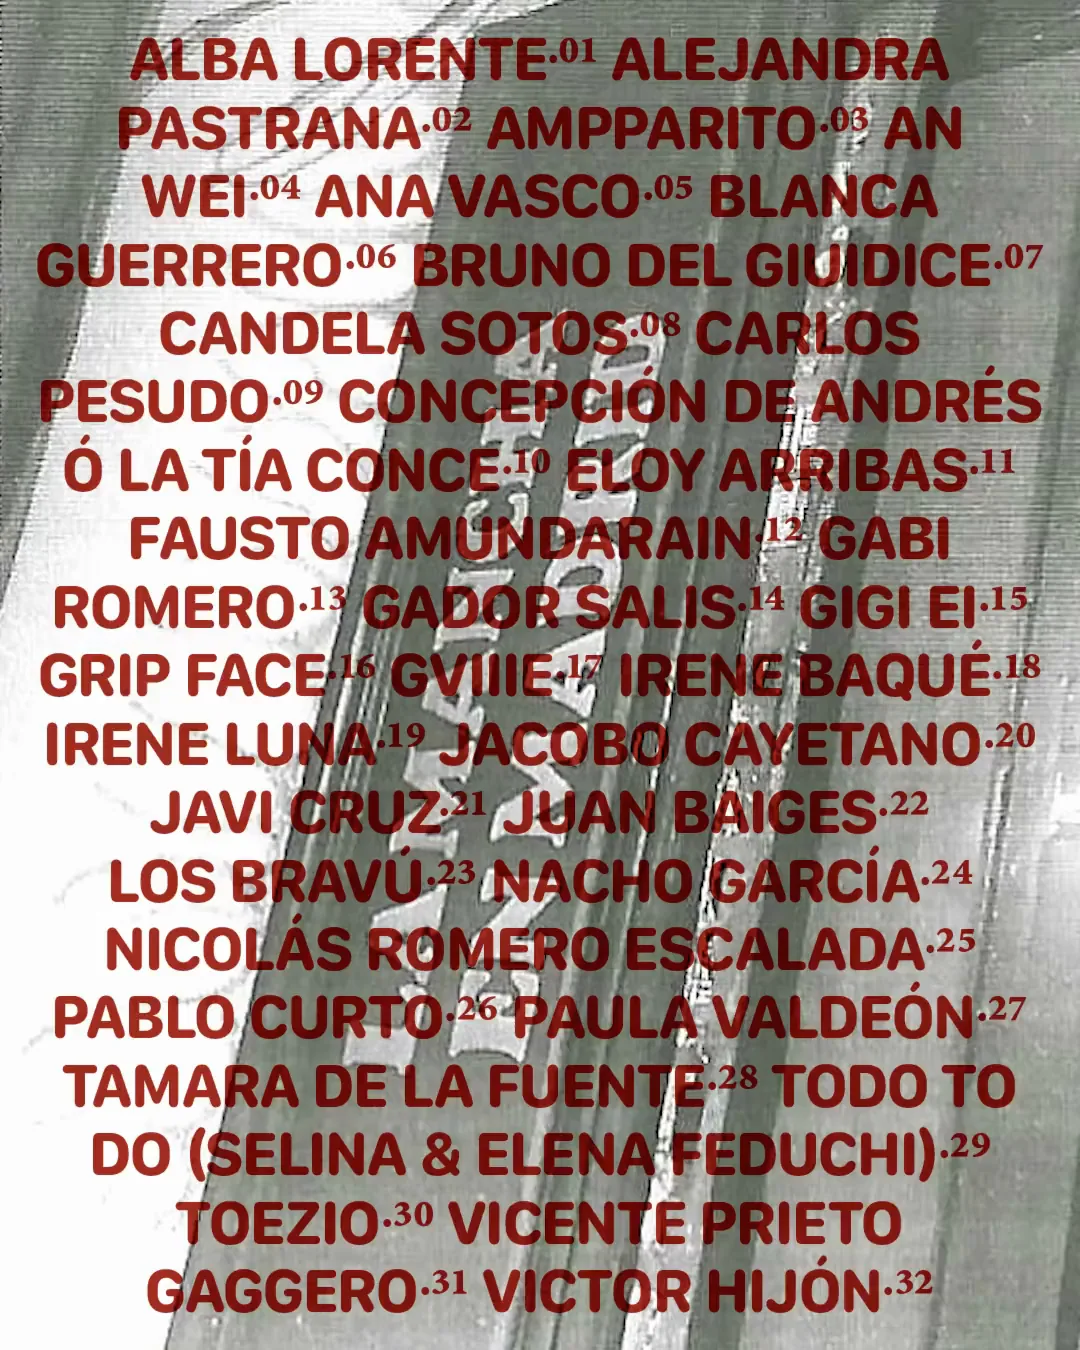 ALBA LORENTE.01 ALEJANDRA
PASTRANA.02 AMPPARITO.03 AN
WEI.04 ANA VASCO.05 BLANCA
GUERRERO.06 BRUNO DEL GIUIDICE.07
CANDELA SOTOS.08 CARLOS
PESUDO.09 CONCEPCIÓN DE ANDRÉS
Ó LA TÍA CONCE.10 ELOY ARRIBAS.11
FAUSTO AMUNDARAIN.12 GABI
ROMERO.13 GADOR SALIS.14 GIGI EI.15
GRIP FACE.16 GVIIIE.17 IRENE BAQUÉ.18
IRENE LUNA.19 JACOBO CAYETANO.20
JAVI CRUZ.21 JUAN BAIGES.22
LOS BRAVÚ.23 NACHO GARCÍA.24
NICOLÁS ROMERO ESCALADA.25
PABLO CURTO.26 PAULA VALDEÓN.27
TAMARA DE LA FUENTE.28 TODO TO
DO (SELINA & ELENA FEDUCHI).29
TOEZIO.30 VICENTE PRIETO
GAGGERO.31 VICTOR HIJÓN.32
LA MANCHA
EN MADRID